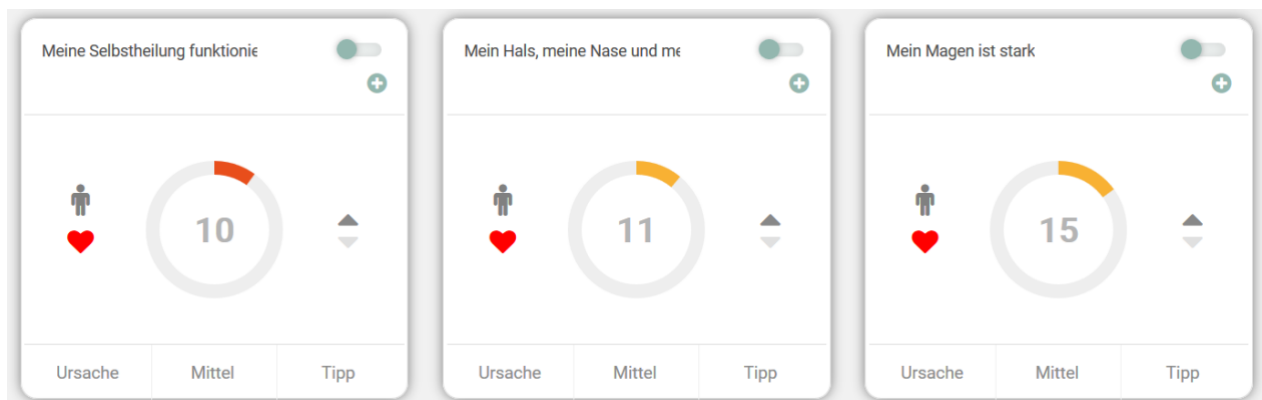 Meine Selbstheilung funktionie
Mein Hals, meine Nase und me
Mein Magen ist stark
10
11
15
Ursache Mittel Tipp
Ursache Mittel Tipp
Ursache Mittel Tipp